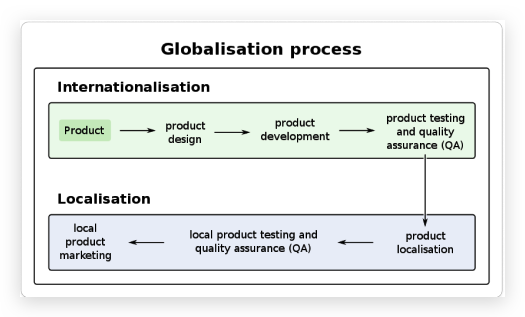 Globalisation process
Internationalisation
Product
product
design
product
development
product testing
and quality
assurance (QA)
Localisation
local
product
marketing
local product testing and
quality assurance (QA)
product
localisation